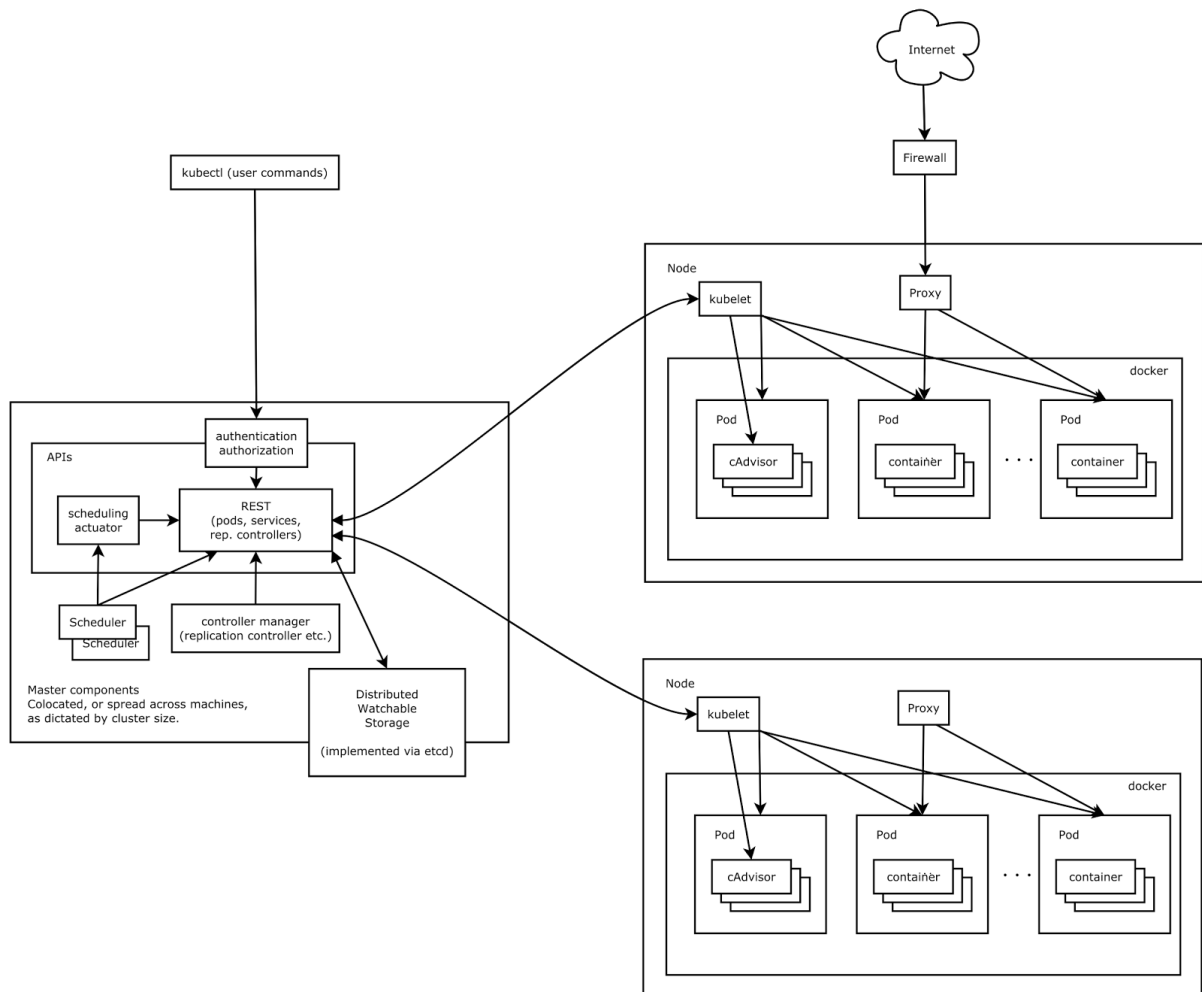 Internet
Firewall
kubectl (user commands)
Node
kubelet
Proxy
docker
Pod
cAdvisor
Pod
container
. . .
Pod
container
authentication
authorization
APIs
scheduling
actuator
REST
(pods, services,
rep. controllers)
Scheduler
Scheduler
controller manager
(replication controller etc.)
Master components
Colocated, or spread across machines,
as dictated by cluster size.
Distributed
Watchable
Storage
(implemented via etcd)
Node
kubelet
Proxy
docker
Pod
cAdvisor
Pod
container
. . .
Pod
container